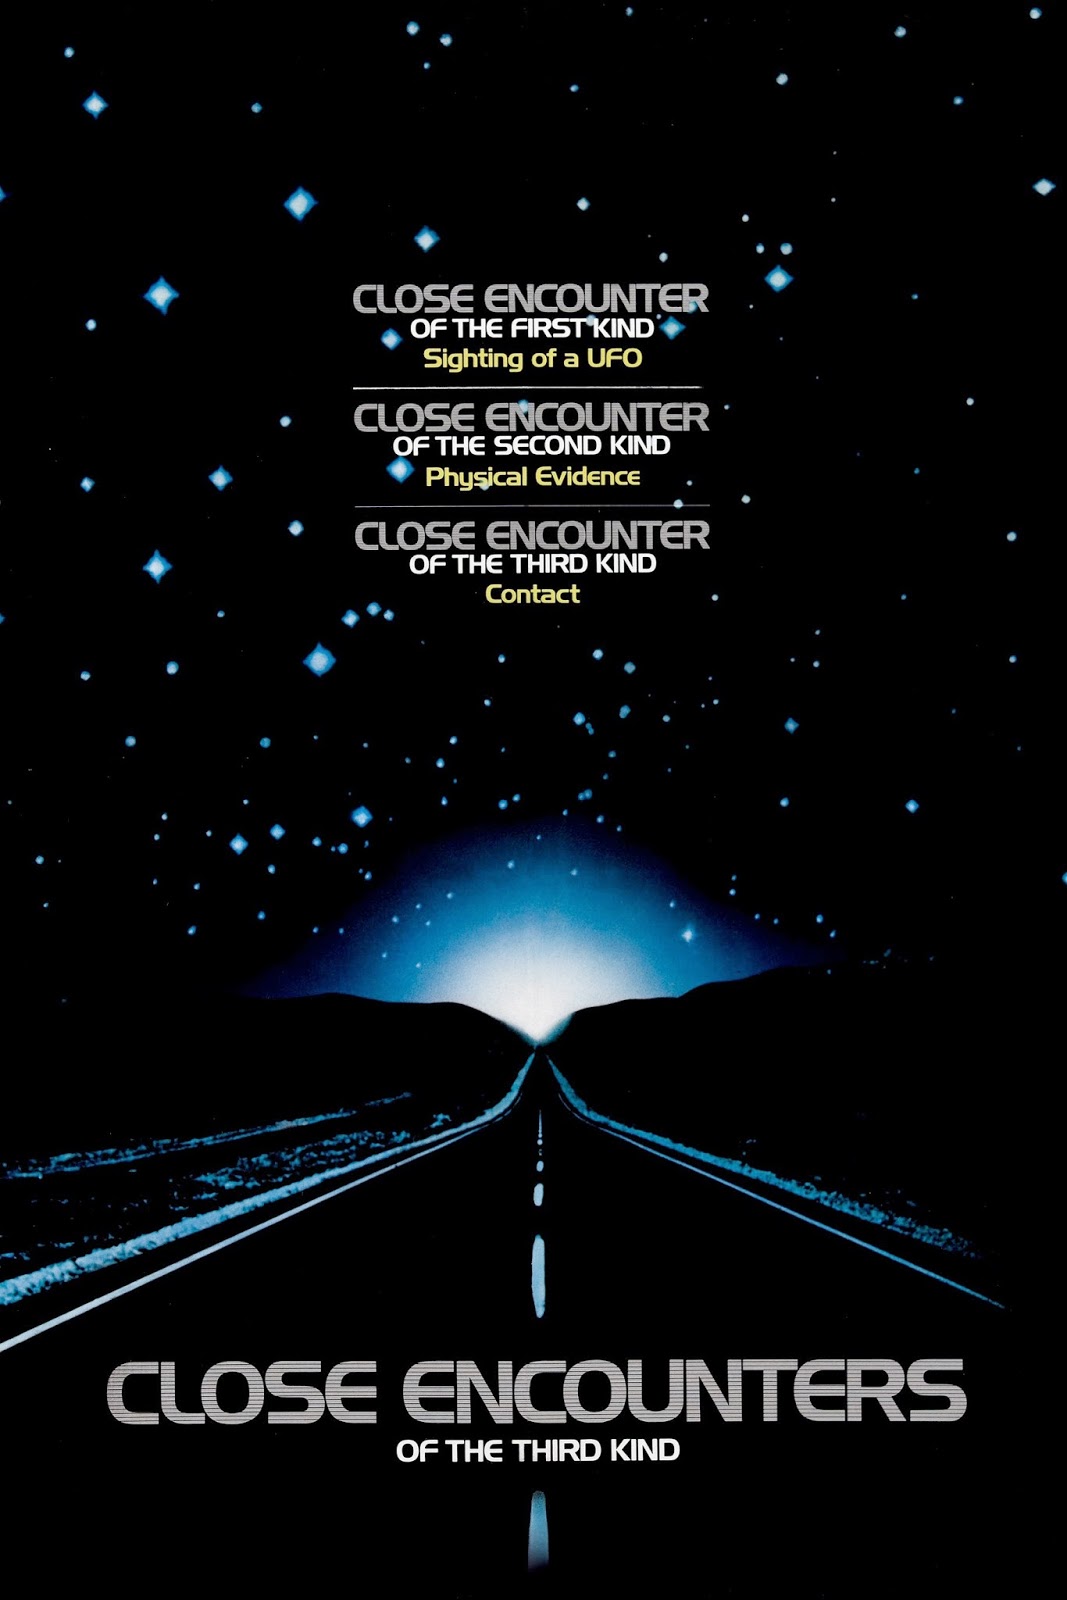 CLOSE ENCOUNTER
OF THE FIRST KIND
Sighting of a UFO
CLOSE ENCOUNTER
OF THE SECOND KIND
Physical Evidence
CLOSE ENCOUNTER
OF THE THIRD KIND
Contact
CLOSE ENCOUNTERS
OF THE THIRD KIND